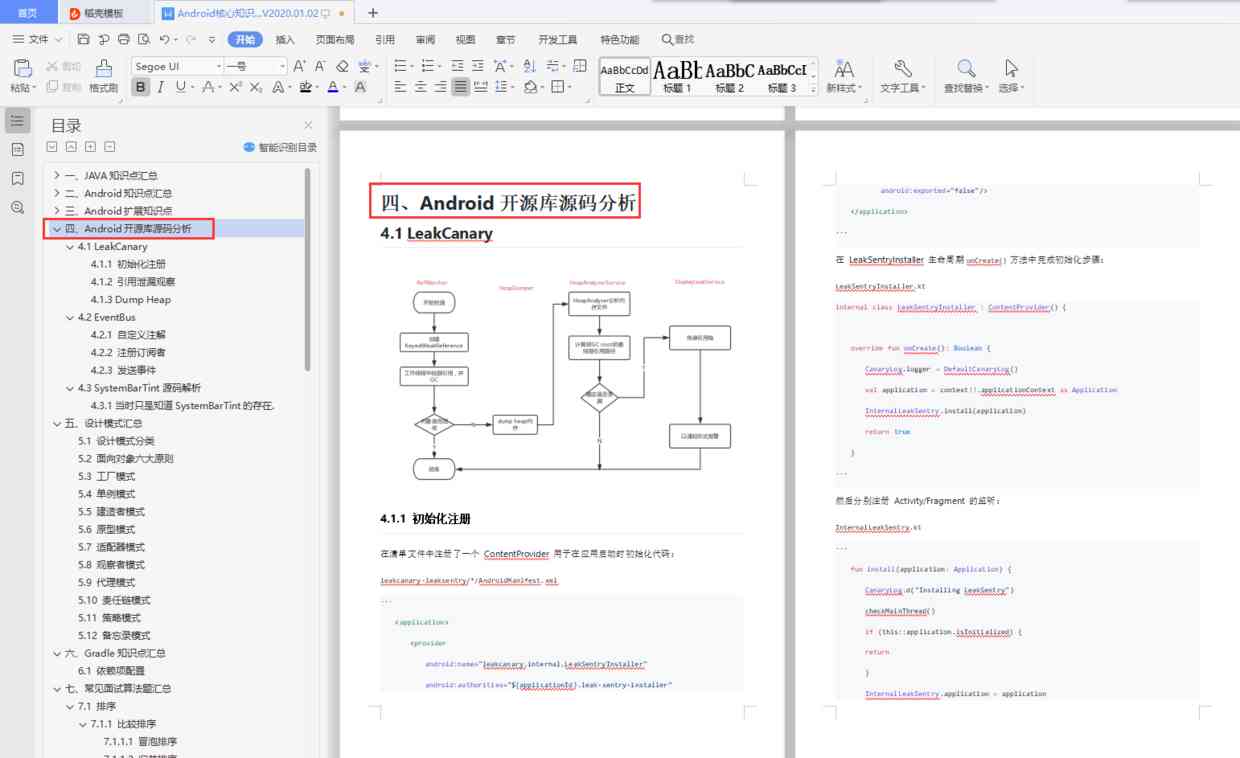 首页
稻壳模板
Android核心知识...V2020.01.02
文件
开始
插入
页面布局
引用
审阅
视图
章节
开发工具
特色功能
查找
粘贴
剪切
复制
格式刷
Segoe UI
一号
AaBbCcDd
正文
AaBb
标题 1
AaBbC
标题 2
AaBbCcI
标题 3
新样式
文字工具
查找替换
选择
目录
智能识别目录
一、JAVA 知识点汇总
二、Android 知识点汇总
三、Android 扩展知识点
四、Android 开源库源码分析
4.1 LeakCanary
4.1.1 初始化注册
4.1.2 引用泄漏观察
4.1.3 Dump Heap
4.2 EventBus
4.2.1 自定义注解
4.2.2 注册订阅者
4.2.3 发送事件
4.3 SystemBarTint 源码解析
4.3.1 当时只是知道 SystemBarTint 的存在.
五、设计模式汇总
5.1 设计模式分类
5.2 面向对象六大原则
5.3 工厂模式
5.4 单例模式
5.5 建造者模式
5.6 原型模式
5.7 适配器模式
5.8 观察者模式
5.9 代理模式
5.10 责任链模式
5.11 策略模式
5.12 备忘录模式
六、Gradle 知识点汇总
6.1 依赖项配置
七、常见面试算法题汇总
7.1 排序
7.1.1 比较排序
7.1.1.1 冒泡排序
四、Android 开源库源码分析
4.1 LeakCanary
RefWatcher
HeapDumper
HeapAnalyzerService
开始检测
创建
KeyedWeakReference
dump heap文件
结束
N
4.1.1 初始化注册
在清单文件中注册了一个 ContentProvider 用于在应用启动时初始化代码：
leakcanary-leaksentry/*/AndroidManifest.xml
...
<application>
<provider
android:name="leakcanary.internal.LeakSentryInstaller"
android:authorities="${applicationId}.leak-sentry-installer"
android:exported="false"/>
</application>
...
在 LeakSentryInstaller 生命周期 onCreate() 方法中完成初始化步骤：
LeakSentryInstaller.kt
internal class LeakSentryInstaller : ContentProvider() {
override fun onCreate(): Boolean {
CanaryLog.logger = DefaultCanaryLog()
val application = context!!.applicationContext as Application
InternalLeakSentry.install(application)
return true
}
...
然后分别注册 Activity/Fragment 的监听：
InternalLeakSentry.kt
...
fun install(application: Application) {
CanaryLog.d("Installing LeakSentry")
checkMainThread()
if (this::application.isInitialized) {
return
}
InternalLeakSentry.application = application